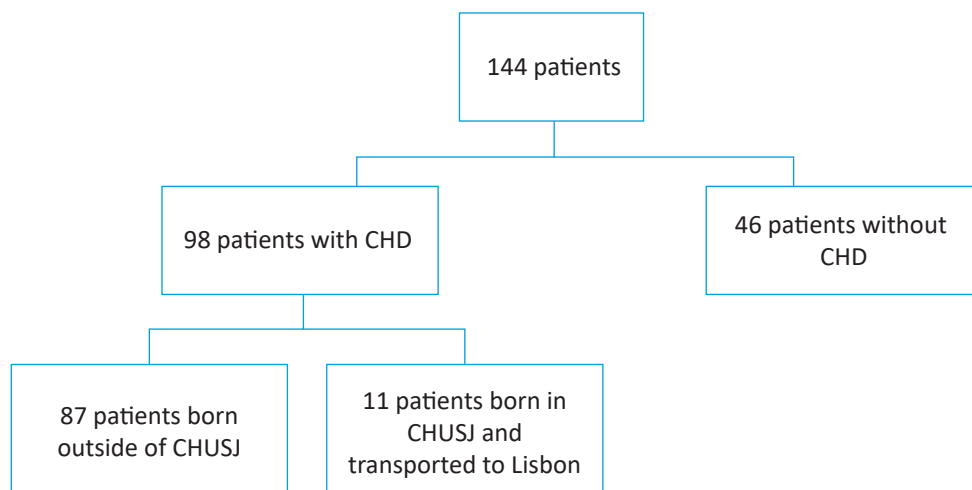 144 patients
98 patients with CHD
46 patients without
CHD
87 patients born
outside of CHUSJ
11 patients born in
CHUSJ and
transported to Lisbon